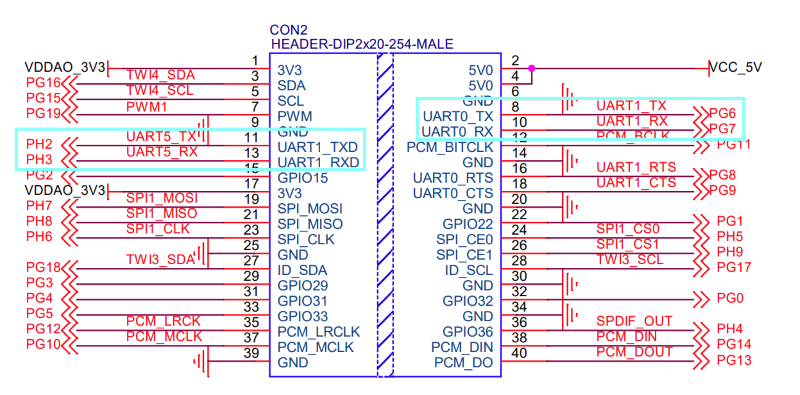 CON2
HEADER-DIP2x20-254-MALE
VDDAO_3V3 1 3V3 5V0 2 VCC_5V
PG16 TWI4_SDA 3 SDA 5V0 4
PG15 TWI4_SCL 5 SCL GND 6
PG19 PWM1 7 PWM UART0_TX 8 UART1_TX PG6
9 GND UART0_RX 10 UART1_RX PG7
PH2 UART5_TX 11 UART1_TXD PCM_BITCLK 12 PCM_BCLK PG11
PH3 UART5_RX 13 UART1_RXD GND 14
PG2 15 GPIO15 UART0_RTS 16 UART1_RTS PG8
VDDAO_3V3 17 3V3 UART0_CTS 18 UART1_CTS PG9
PH7 SPI1_MOSI 19 SPI_MOSI GND 20
PH8 SPI1_MISO 21 SPI_MISO GPIO22 22 PG1
PH6 SPI1_CLK 23 SPI_CLK SPI_CE0 24 SPI1_CS0 PH5
25 GND SPI_CE1 26 SPI1_CS1 PH9
PG18 TWI3_SDA 27 ID_SDA ID_SCL 28 TWI3_SCL PG17
PG3 29 GPIO29 GND 30
PG4 31 GPIO31 GPIO32 32 PG0
PG5 33 GPIO33 GND 34
PG12 PCM_LRCK 35 PCM_LRCLK GPIO36 36 SPDIF_OUT PH4
PG10 PCM_MCLK 37 PCM_MCLK PCM_DIN 38 PCM_DIN PG14
39 GND PCM_DO 40 PCM_DOUT PG13